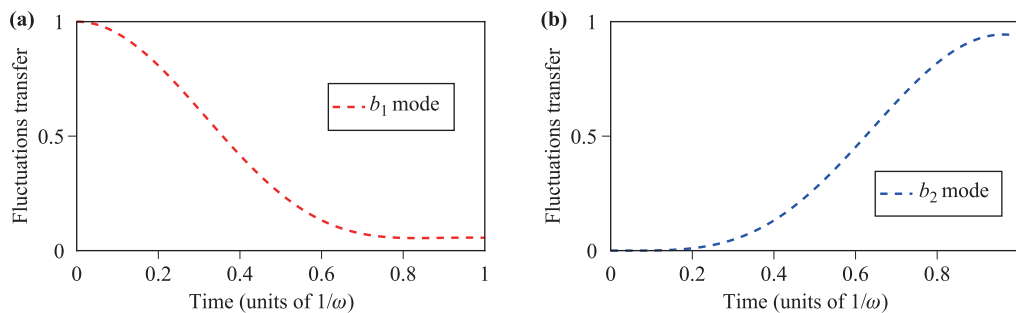 (a)
1
0.5
0
Fluctuations transfer
b1 mode
0 0.2 0.4 0.6 0.8 1
Time (units of 1/ω)
(b)
1
0.5
0
Fluctuations transfer
b2 mode
0 0.2 0.4 0.6 0.8
Time (units of 1/ω)